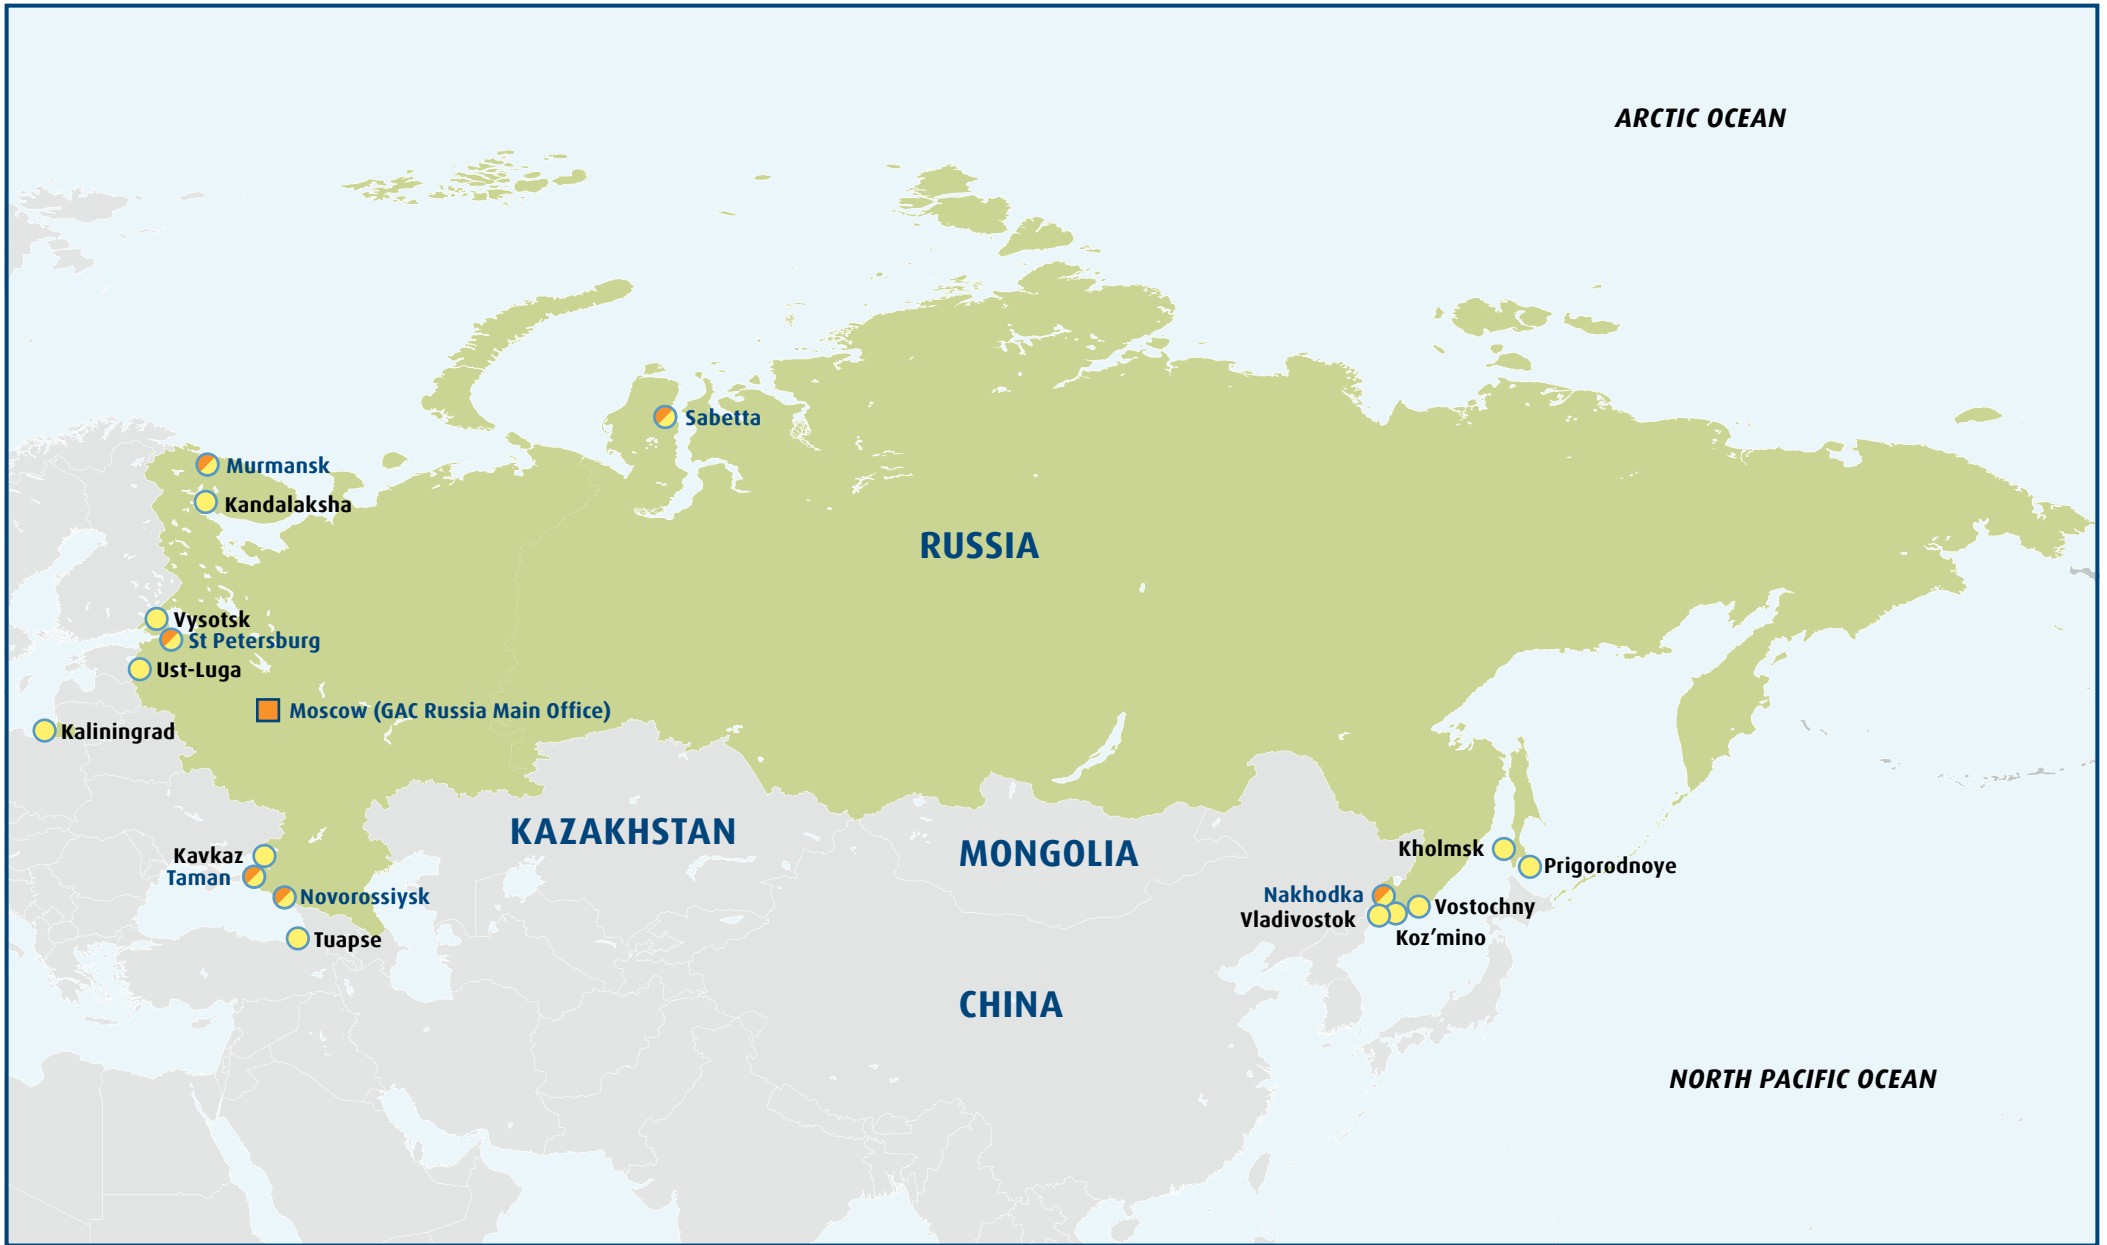 ARCTIC OCEAN
Sabetta
Murmansk
Kandalaksha
RUSSIA
Vysotsk
St Petersburg
Ust-Luga
Moscow (GAC Russia Main Office)
Kaliningrad
KAZAKHSTAN
MONGOLIA
Kavkaz
Taman
Novorossiysk
Tuapse
Kholmsk
Prigorodnoye
Nakhodka
Vostochny
Vladivostok
Koz’mino
CHINA
NORTH PACIFIC OCEAN